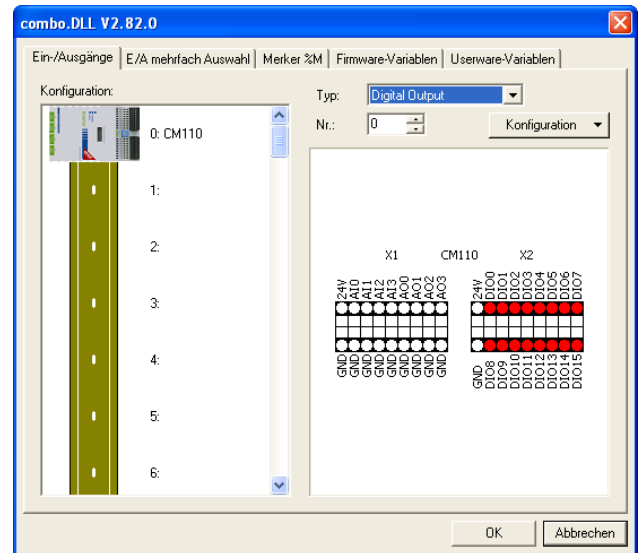 combo.DLL V2.82.0
Ein-/Ausgänge E/A mehrfach Auswahl Merker %M Firmware-Variablen Userware-Variablen
Konfiguration:
Typ: Digital Output
Nr.: 0 Konfiguration
0: CM110
1:
2:
3:
4:
5:
6:
X1 CM110 X2
24V AI0 AI1 AI2 AI3 AO0 AO1 AO2 AO3 24V DIO0 DIO1 DIO2 DIO3 DIO4 DIO5 DIO6 DIO7
GND GND GND GND GND GND GND GND GND GND DIO8 DIO9 DIO10 DIO11 DIO12 DIO13 DIO14 DIO15
OK Abbrechen